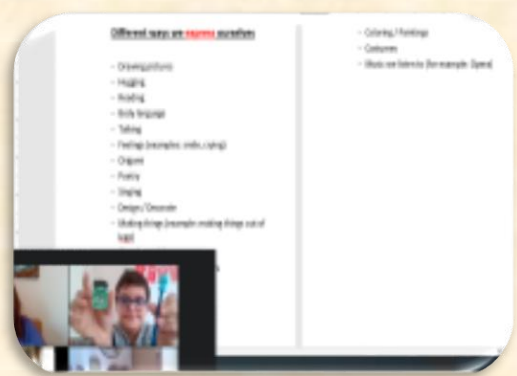 Different ways we express ourselves
- Drawing pictures
- Hugging
- Reading
- Body language
- Talking
- Feelings (examples: smile, crying)
- Origami
- Poetry
- Singing
- Design / Decorate
- Making things (example: making things out of
lego)
- Coloring / Paintings
- Costumes
- Music we listen to (for example: Opera)